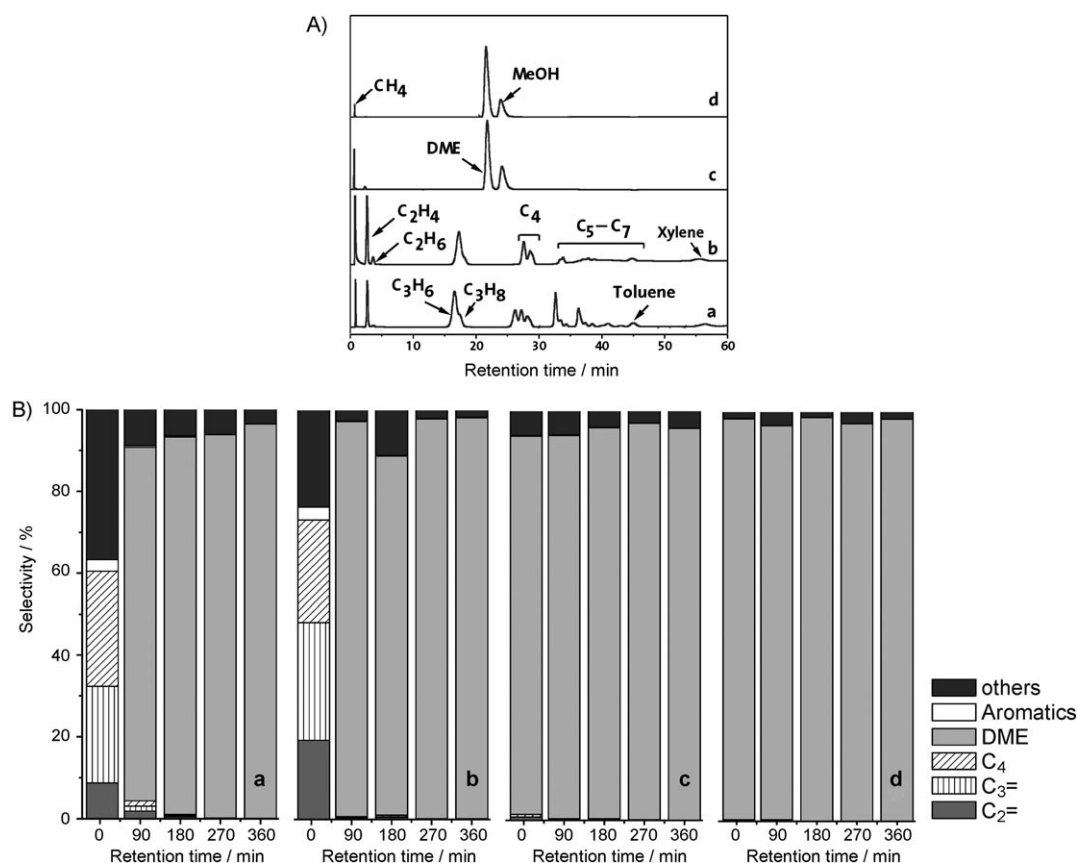 A)
CH4
MeOH
d
DME
c
C2H4
C2H6
C4
C5–C7
Xylene
b
C3H6
C3H8
Toluene
a
0 10 20 30 40 50 60
Retention time / min
B)
Selectivity / %
100
80
60
40
20
0
a
b
c
d
0 90 180 270 360
0 90 180 270 360
0 90 180 270 360
0 90 180 270 360
Retention time / min
Retention time / min
Retention time / min
Retention time / min
others
Aromatics
DME
C4
C3=
C2=